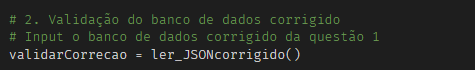 # 2. Validação do banco de dados corrigido
# Input o banco de dados corrigido da questão 1
validarCorrecao = ler_JSONcorrigido()